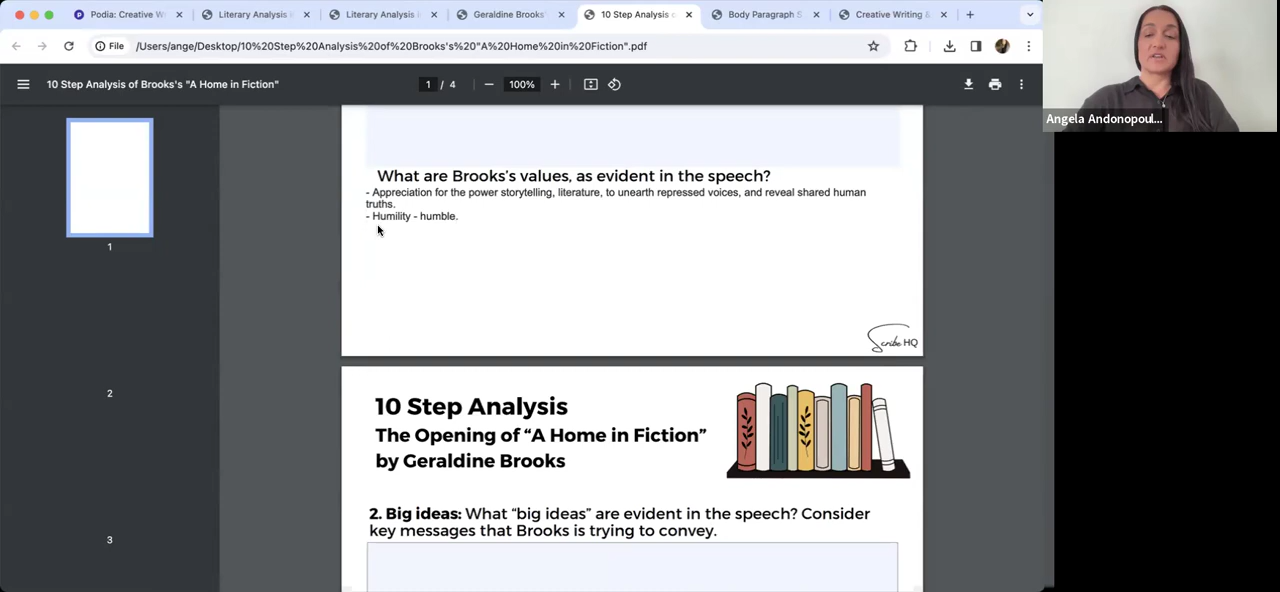 Podia: Creative Wr
Literary Analysis
Literary Analysis
Geraldine Brooks'
10 Step Analysis o
Body Paragraph S
Creative Writing &
File
/Users/ange/Desktop/10%20Step%20Analysis%20of%20Brooks's%20"A%20Home%20in%20Fiction".pdf
10 Step Analysis of Brooks's "A Home in Fiction"
1 / 4
100%
Angela Andonopoul...
1
2
3
What are Brooks's values, as evident in the speech?
- Appreciation for the power storytelling, literature, to unearth repressed voices, and reveal shared human
truths.
- Humility - humble.
Scribe HQ
10 Step Analysis
The Opening of "A Home in Fiction"
by Geraldine Brooks
2. Big ideas: What "big ideas" are evident in the speech? Consider
key messages that Brooks is trying to convey.